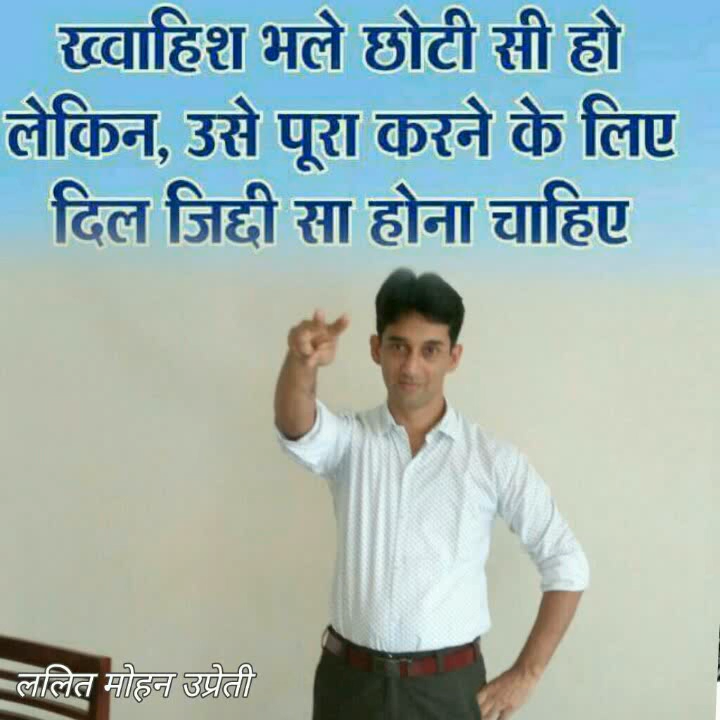 ख्वाहिश भले छोटी सी हो
लेकिन, उसे पूरा करने के लिए
दिल जिद्दी सा होना चाहिए
ललित मोहन उप्रेती